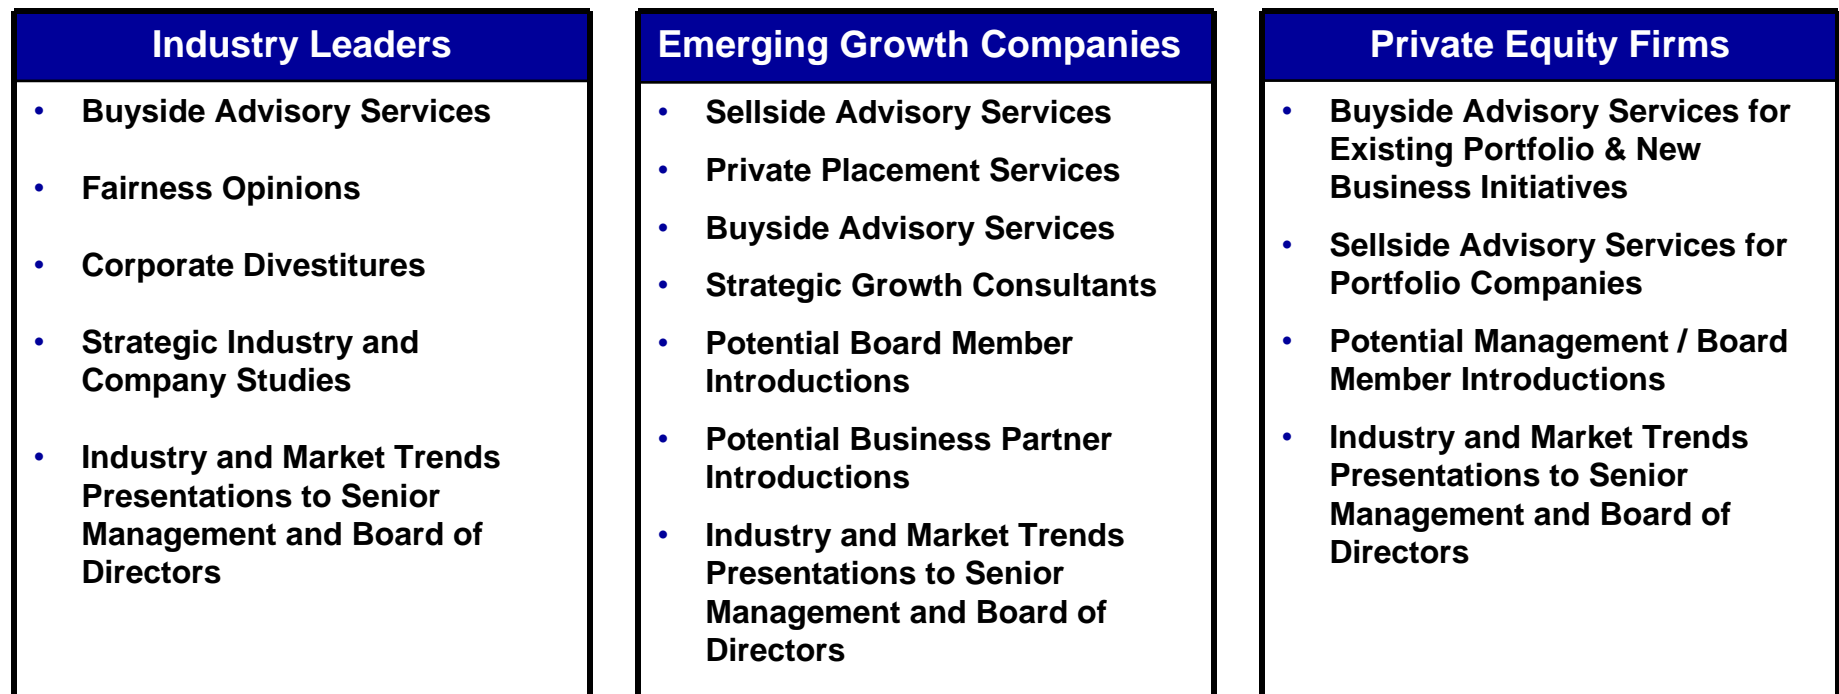 Industry Leaders
• Buyside Advisory Services
• Fairness Opinions
• Corporate Divestitures
• Strategic Industry and
Company Studies
• Industry and Market Trends
Presentations to Senior
Management and Board of
Directors
Emerging Growth Companies
• Sellside Advisory Services
• Private Placement Services
• Buyside Advisory Services
• Strategic Growth Consultants
• Potential Board Member
Introductions
• Potential Business Partner
Introductions
• Industry and Market Trends
Presentations to Senior
Management and Board of
Directors
Private Equity Firms
• Buyside Advisory Services for
Existing Portfolio & New
Business Initiatives
• Sellside Advisory Services for
Portfolio Companies
• Potential Management / Board
Member Introductions
• Industry and Market Trends
Presentations to Senior
Management and Board of
Directors